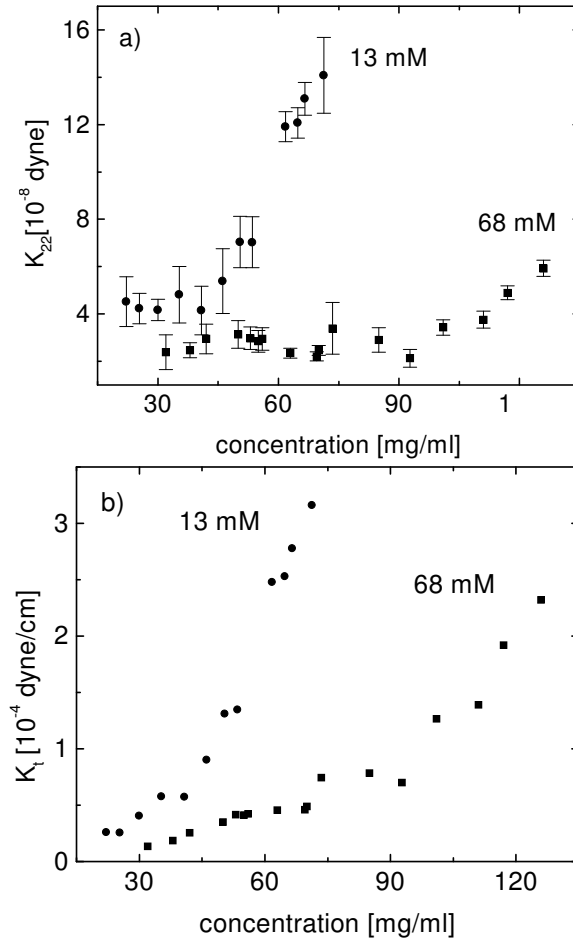 a)
16
12
8
4
K22[10-8 dyne]
13 mM
68 mM
30 60 90 1
concentration [mg/ml]
b)
3
2
1
0
Kt [10-4 dyne/cm]
13 mM
68 mM
30 60 90 120
concentration [mg/ml]